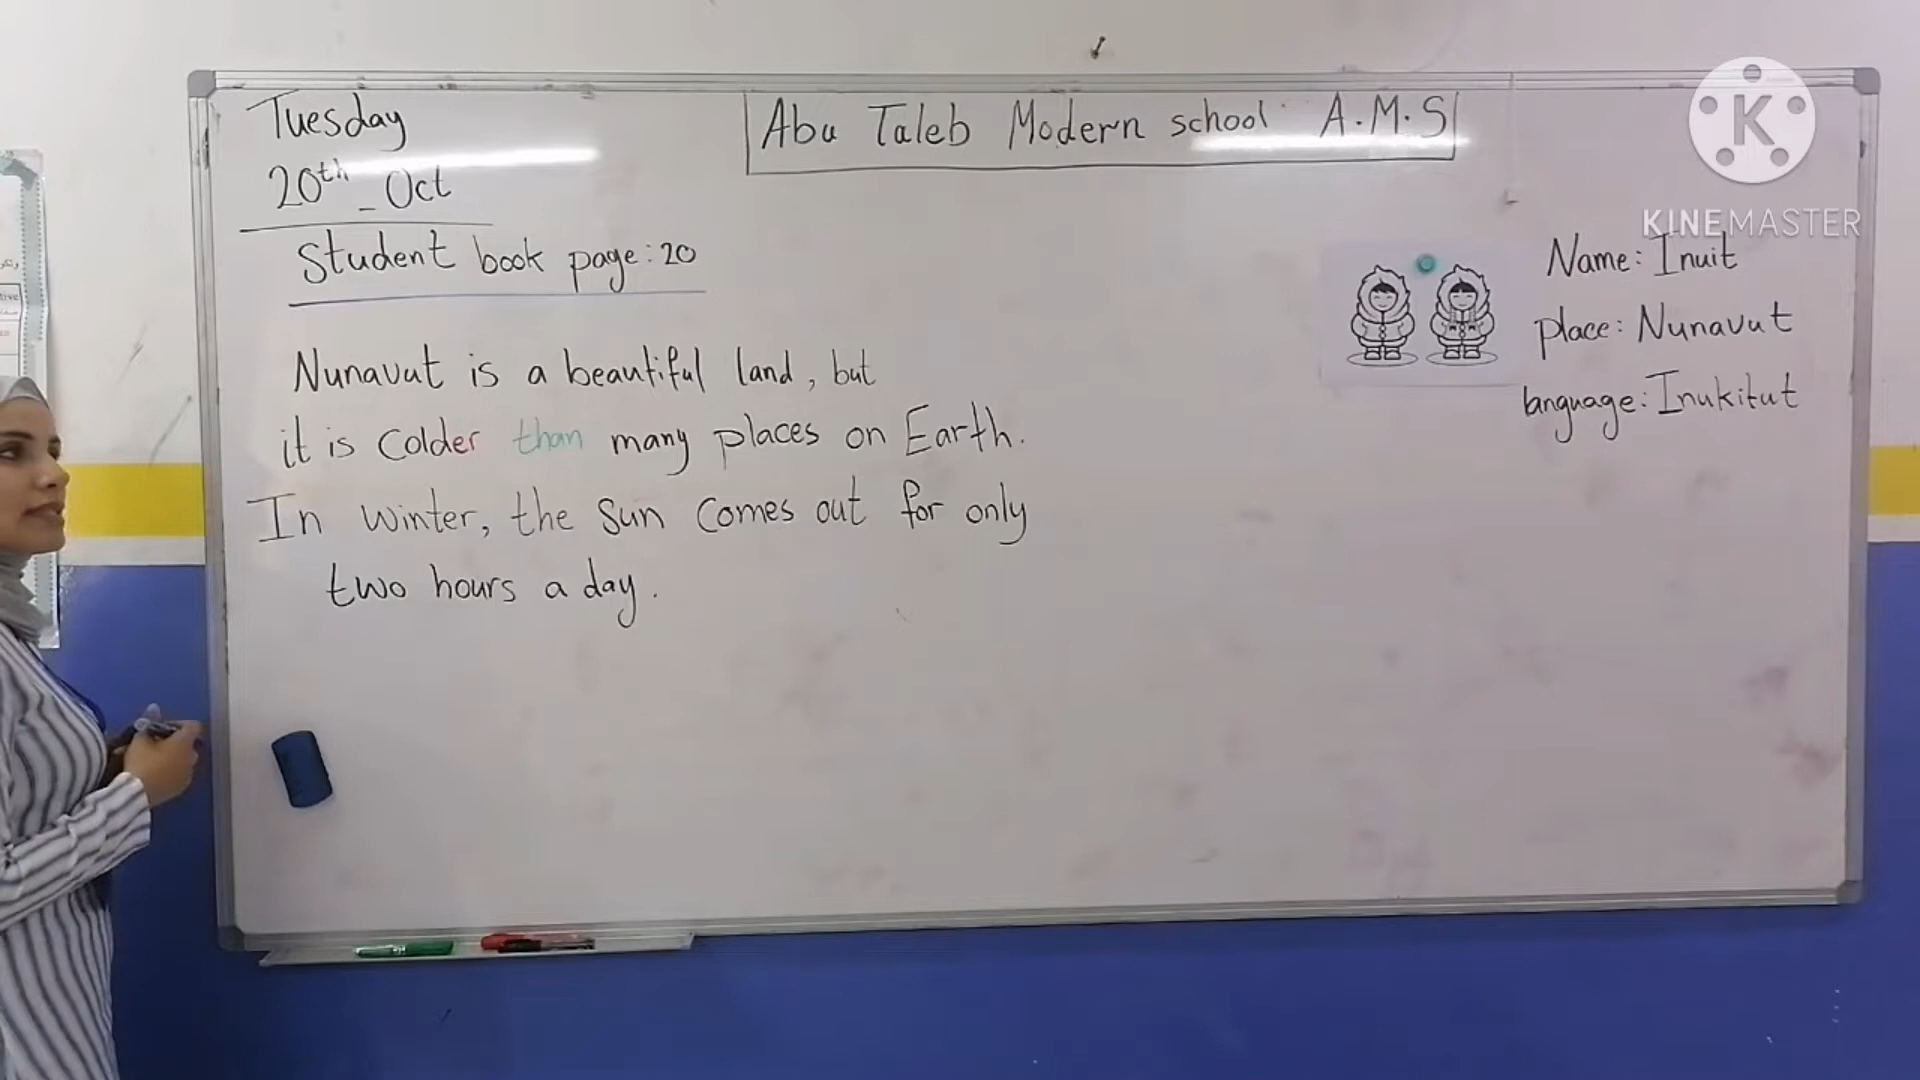 Tuesday
20th - Oct
Abu Taleb Modern school A.M.S
Student book page: 20
Nunavut is a beautiful land, but
it is Colder than many places on Earth.
In winter, the Sun Comes out for only
two hours a day.
Name: Inuit
place: Nunavut
language: Inukitut
K
KINEMASTER